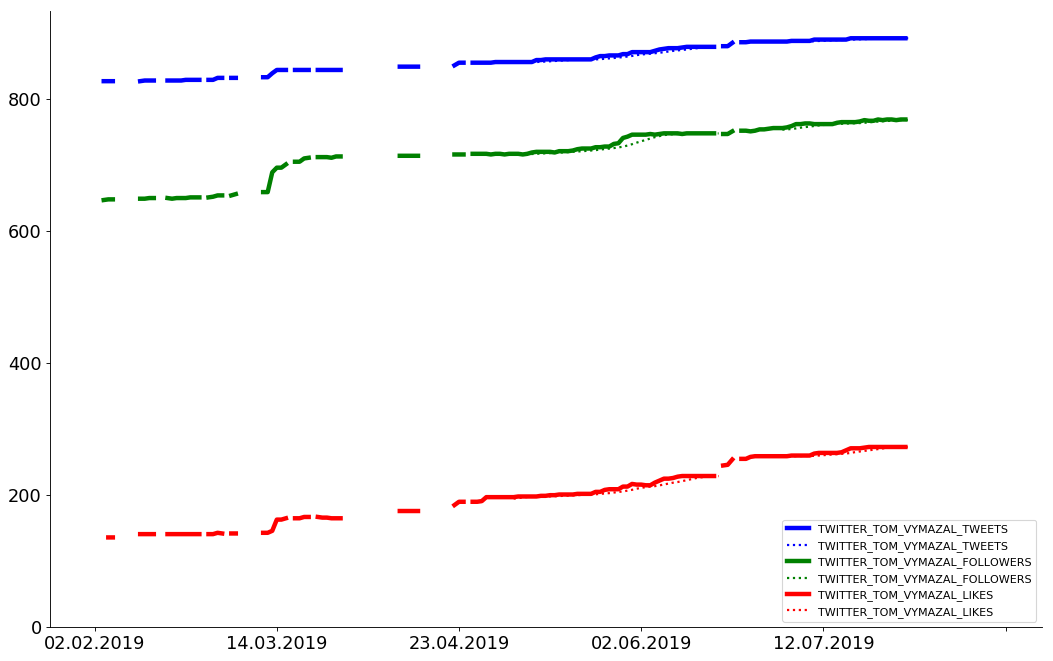 800
600
400
200
0
02.02.2019 14.03.2019 23.04.2019 02.06.2019 12.07.2019
TWITTER_TOM_VYMAZAL_TWEETS
TWITTER_TOM_VYMAZAL_TWEETS
TWITTER_TOM_VYMAZAL_FOLLOWERS
TWITTER_TOM_VYMAZAL_FOLLOWERS
TWITTER_TOM_VYMAZAL_LIKES
TWITTER_TOM_VYMAZAL_LIKES